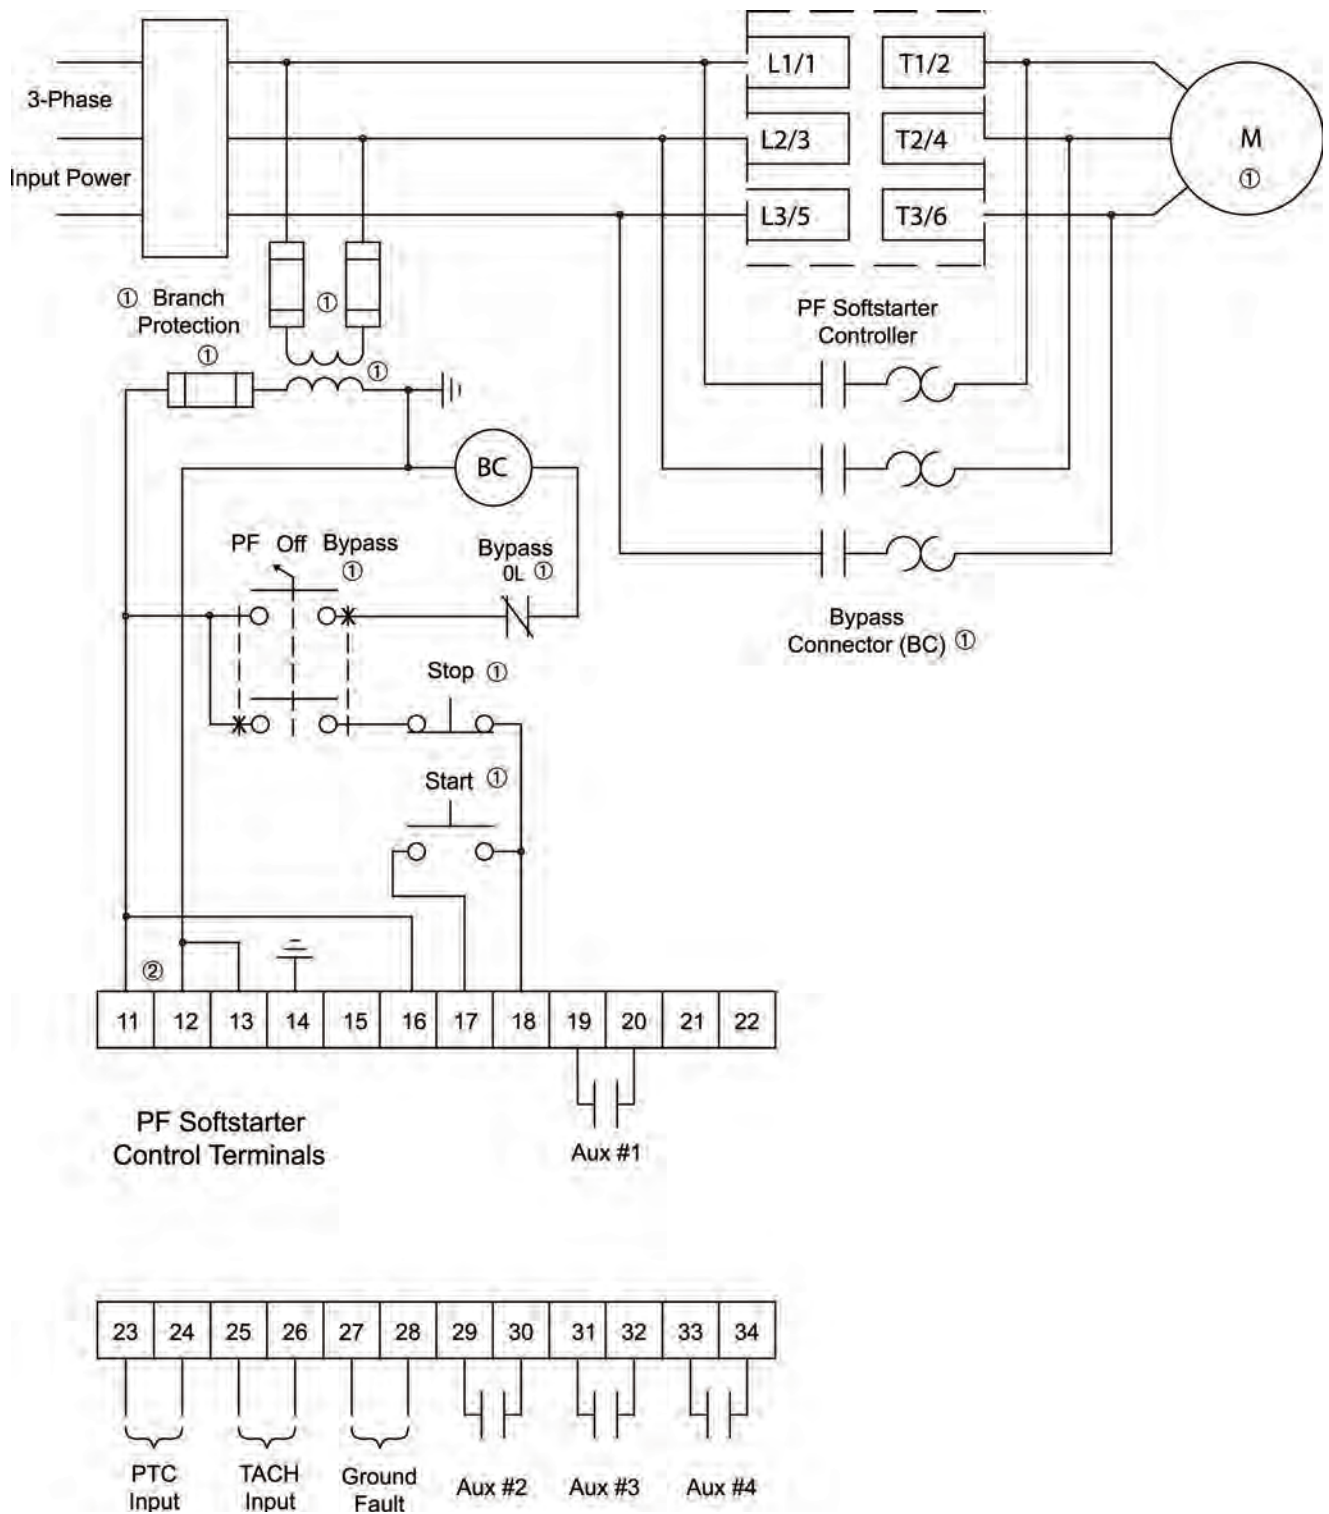 3-Phase
Input Power
L1/1 T1/2
L2/3 T2/4
L3/5 T3/6
M
①
① Branch
Protection
①
①
①
PF Softstarter
Controller
BC
PF Off Bypass
①
Bypass
OL ①
Bypass
Connector (BC) ①
Stop ①
Start ①
②
11 12 13 14 15 16 17 18 19 20 21 22
PF Softstarter
Control Terminals
Aux #1
23 24 25 26 27 28 29 30 31 32 33 34
PTC
Input
TACH
Input
Ground
Fault
Aux #2
Aux #3
Aux #4